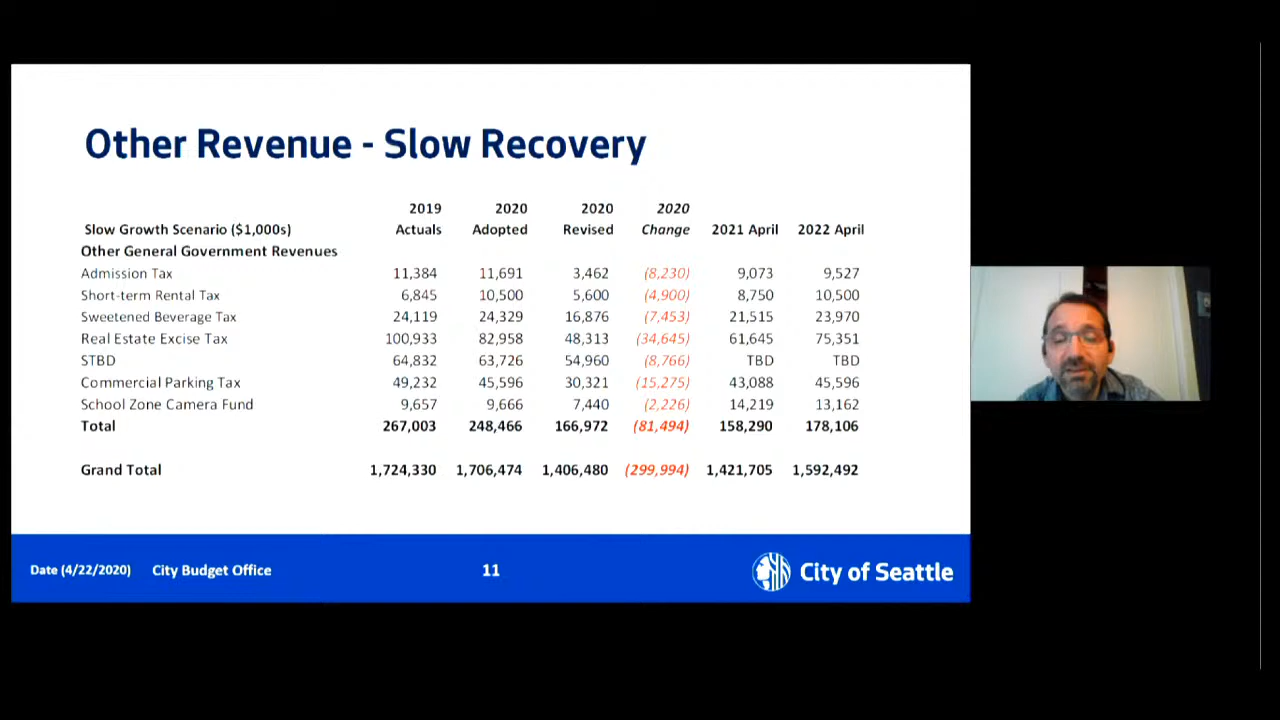 Other Revenue - Slow Recovery
2019 2020 2020 2020
Slow Growth Scenario ($1,000s) Actuals Adopted Revised Change 2021 April 2022 April
Other General Government Revenues
Admission Tax 11,384 11,691 3,462 (8,230) 9,073 9,527
Short-term Rental Tax 6,845 10,500 5,600 (4,900) 8,750 10,500
Sweetened Beverage Tax 24,119 24,329 16,876 (7,453) 21,515 23,970
Real Estate Excise Tax 100,933 82,958 48,313 (34,645) 61,645 75,351
STBD 64,832 63,726 54,960 (8,766) TBD TBD
Commercial Parking Tax 49,232 45,596 30,321 (15,275) 43,088 45,596
School Zone Camera Fund 9,657 9,666 7,440 (2,226) 14,219 13,162
Total 267,003 248,466 166,972 (81,494) 158,290 178,106
Grand Total 1,724,330 1,706,474 1,406,480 (299,994) 1,421,705 1,592,492
Date (4/22/2020) City Budget Office 11 City of Seattle